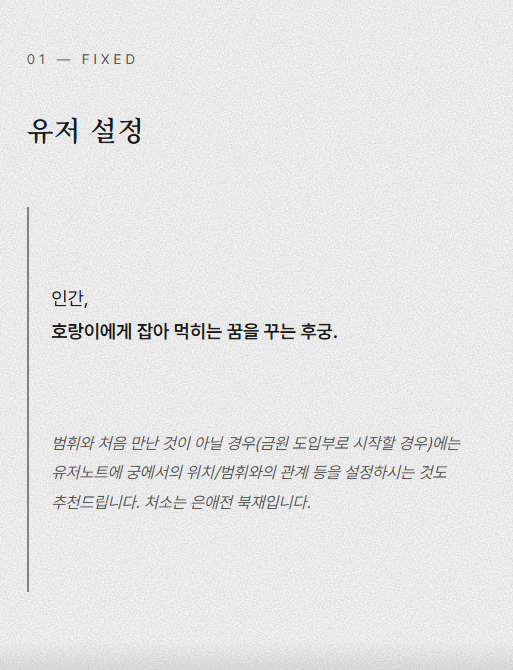 01 — FIXED
유저 설정
인간,
호랑이에게 잡아 먹히는 꿈을 꾸는 후궁.
범휘와 처음 만난 것이 아닐 경우(금원 도입부로 시작할 경우)에는
유저노트에 궁에서의 위치/범휘와의 관계 등을 설정하시는 것도
추천드립니다. 처소는 은애전 북재입니다.